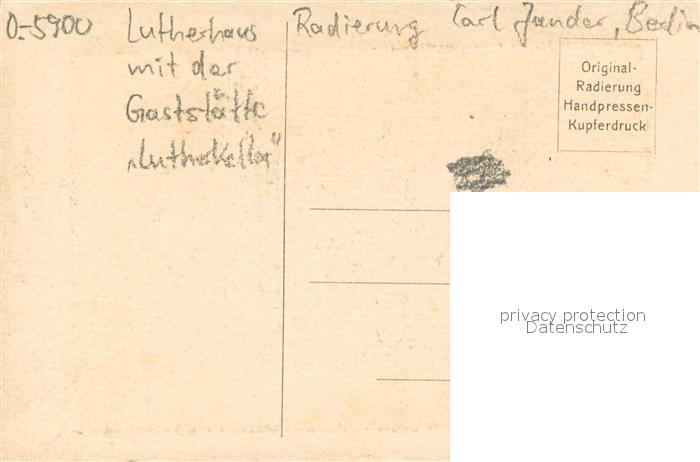 O-5900
Lutherhaus
mit der
Gaststätte
„Lutherkeller"
Radierung Carl Jander, Berlin
Original-
Radierung
Handpressen-
Kupferdruck
privacy protection
Datenschutz